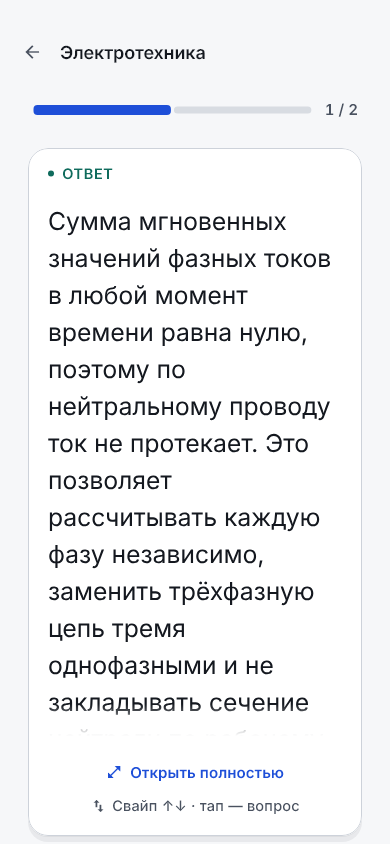 Электротехника
1 / 2
ОТВЕТ
Сумма мгновенных
значений фазных токов
в любой момент
времени равна нулю,
поэтому по
нейтральному проводу
ток не протекает. Это
позволяет
рассчитывать каждую
фазу независимо,
заменить трёхфазную
цепь тремя
однофазными и не
закладывать сечение
Открыть полностью
Свайп ↑↓ · тап — вопрос